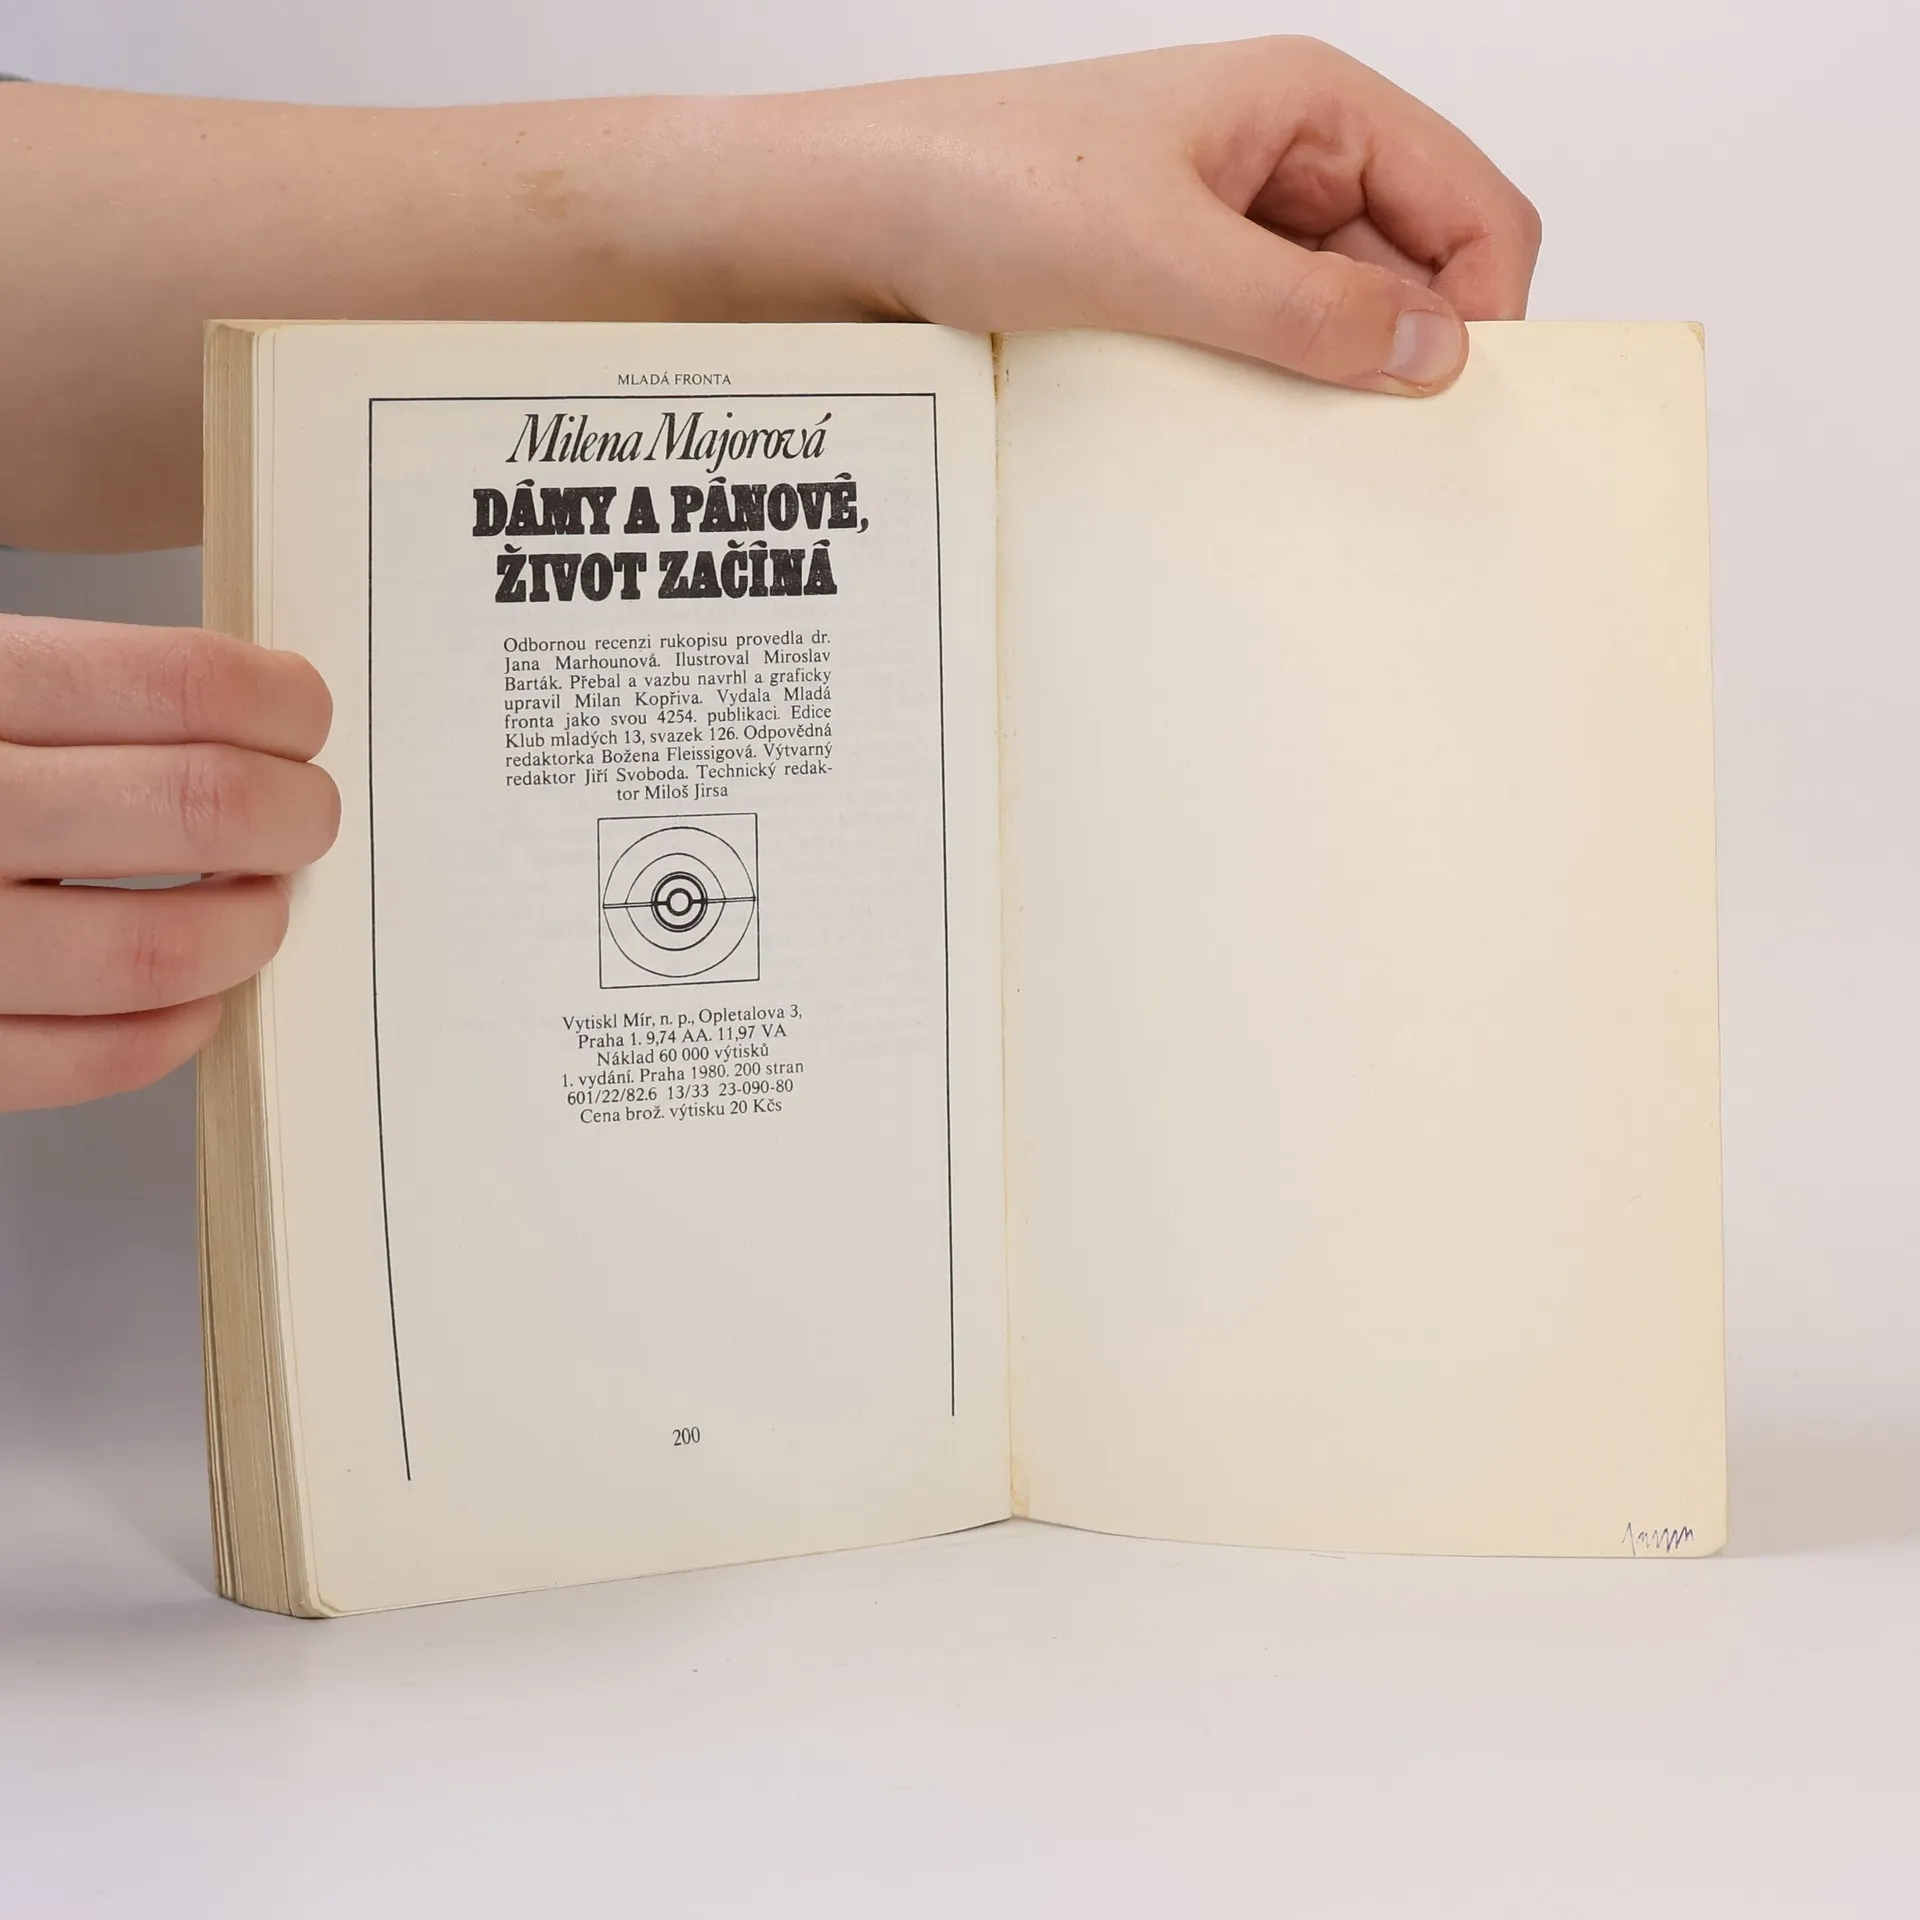 MLADÁ FRONTA
Milena Majorová
DÁMY A PÁNOVÉ,
ŽIVOT ZAČÍNÁ
Odbornou recenzi rukopisu provedla dr.
Jana Marhounová. Ilustroval Miroslav
Barták. Přebal a vazbu navrhl a graficky
upravil Milan Kopřiva. Vydala Mladá
fronta jako svou 4254. publikaci. Edice
Klub mladých 13, svazek 126. Odpovědná
redaktorka Božena Fleissigová. Výtvarný
redaktor Jiří Svoboda. Technický redak-
tor Miloš Jirsa
Vytiskl Mír, n. p., Opletalova 3,
Praha 1. 9,74 AA. 11,97 VA
Náklad 60 000 výtisků
1. vydání. Praha 1980. 200 stran
601/22/82.6 13/33 23-090-80
Cena brož. výtisku 20 Kčs
200